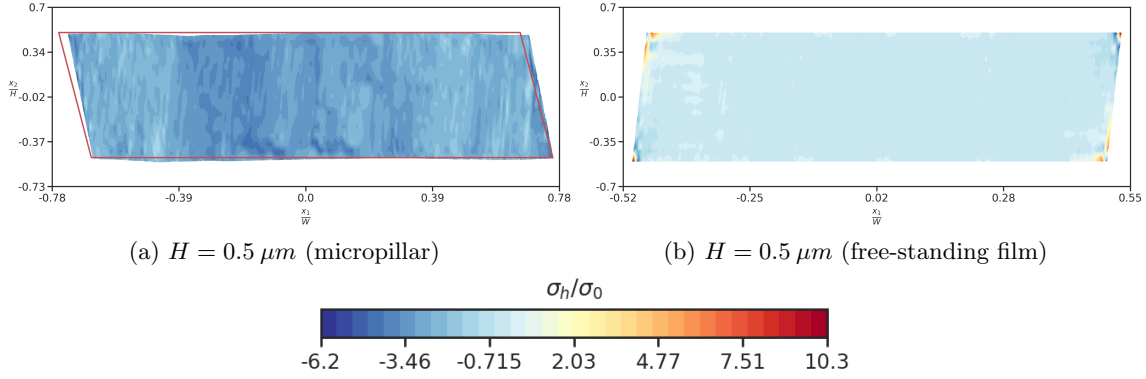 0.7
0.34
-0.02
-0.37
-0.73
x₂/H
-0.78 -0.39 0.0 0.39 0.78
x₁/W
(a) H = 0.5 μm (micropillar)
0.7
0.34
0.0
-0.34
-0.7
x₂/H
-0.52 -0.25 0.02 0.28 0.55
x₁/W
(b) H = 0.5 μm (free-standing film)
σₕ/σ₀
-6.2 -3.46 -0.715 2.03 4.77 7.51 10.3